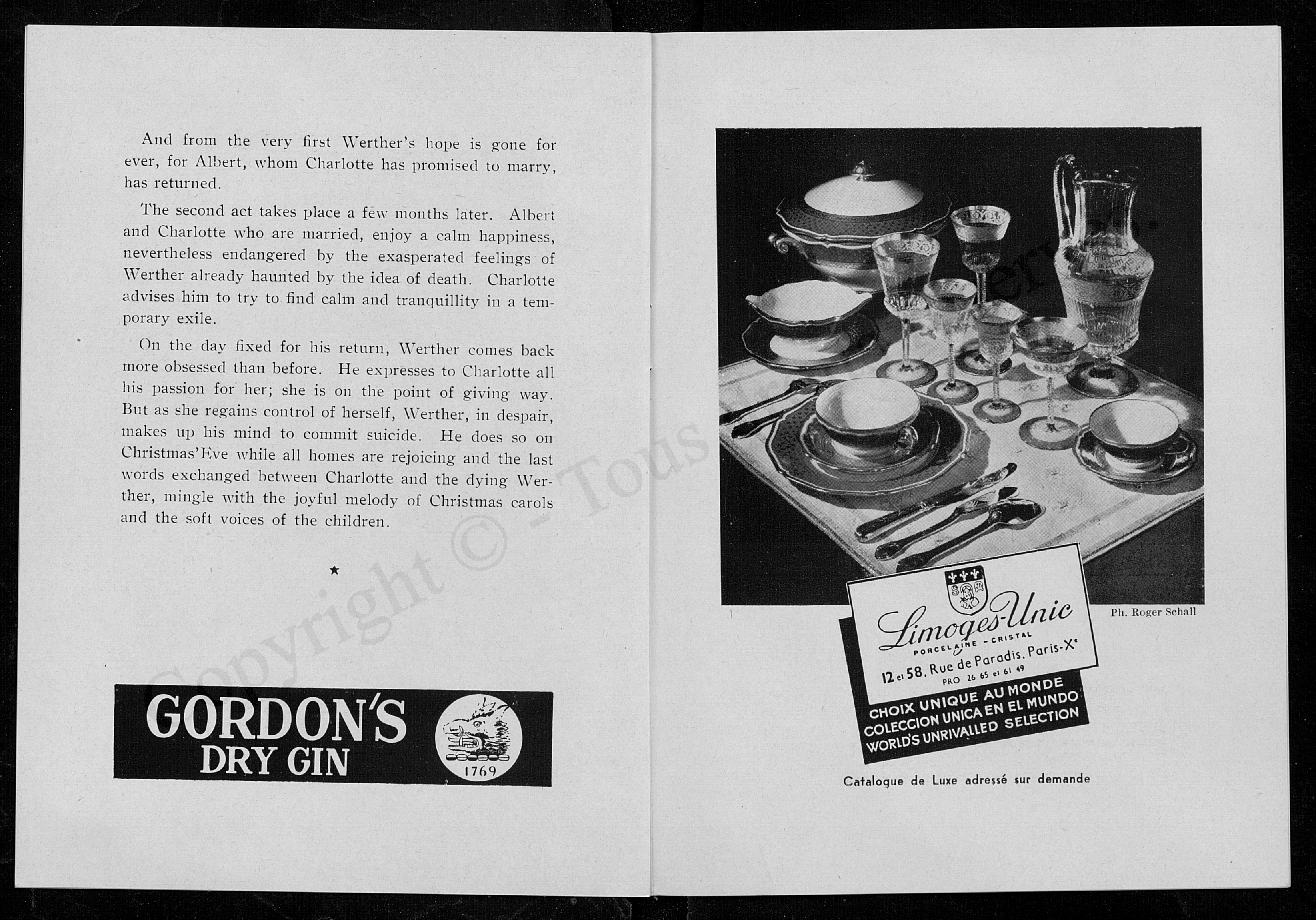 And from the very first Werther's hope is gone for
ever, for Albert, whom Charlotte has promised to marry,
has returned.
The second act takes place a few months later. Albert
and Charlotte who are married, enjoy a calm happiness,
nevertheless endangered by the exasperated feelings of
Werther already haunted by the idea of death. Charlotte
advises him to try to find calm and tranquillity in a tem-
porary exile.
On the day fixed for his return, Werther comes back
more obsessed than before. He expresses to Charlotte all
his passion for her; she is on the point of giving way.
But as she regains control of herself, Werther, in despair,
makes up his mind to commit suicide. He does so on
Christmas'Eve while all homes are rejoicing and the last
words exchanged between Charlotte and the dying Wer-
ther, mingle with the joyful melody of Christmas carols
and the soft voices of the children.
GORDON'S
DRY GIN
1769
Ph. Roger Schall
Limoges-Unic
PORCELAINE - CRISTAL
12 et 58, Rue de Paradis, Paris-Xe
PRO 26 65 et 61 49
CHOIX UNIQUE AU MONDE
COLECCION UNICA EN EL MUNDO
WORLD'S UNRIVALLED SELECTION
Catalogue de Luxe adressé sur demande
Copyright © - Tous